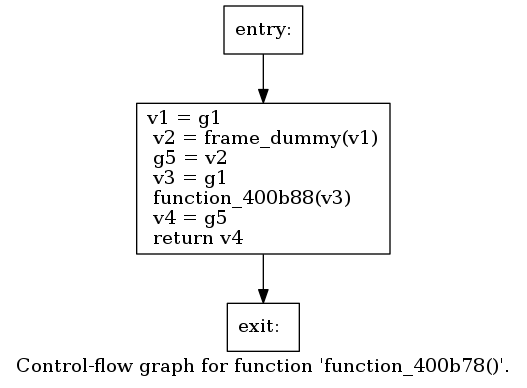 entry:
v1 = g1
v2 = frame_dummy(v1)
g5 = v2
v3 = g1
function_400b88(v3)
v4 = g5
return v4
exit:
Control-flow graph for function 'function_400b78()'.